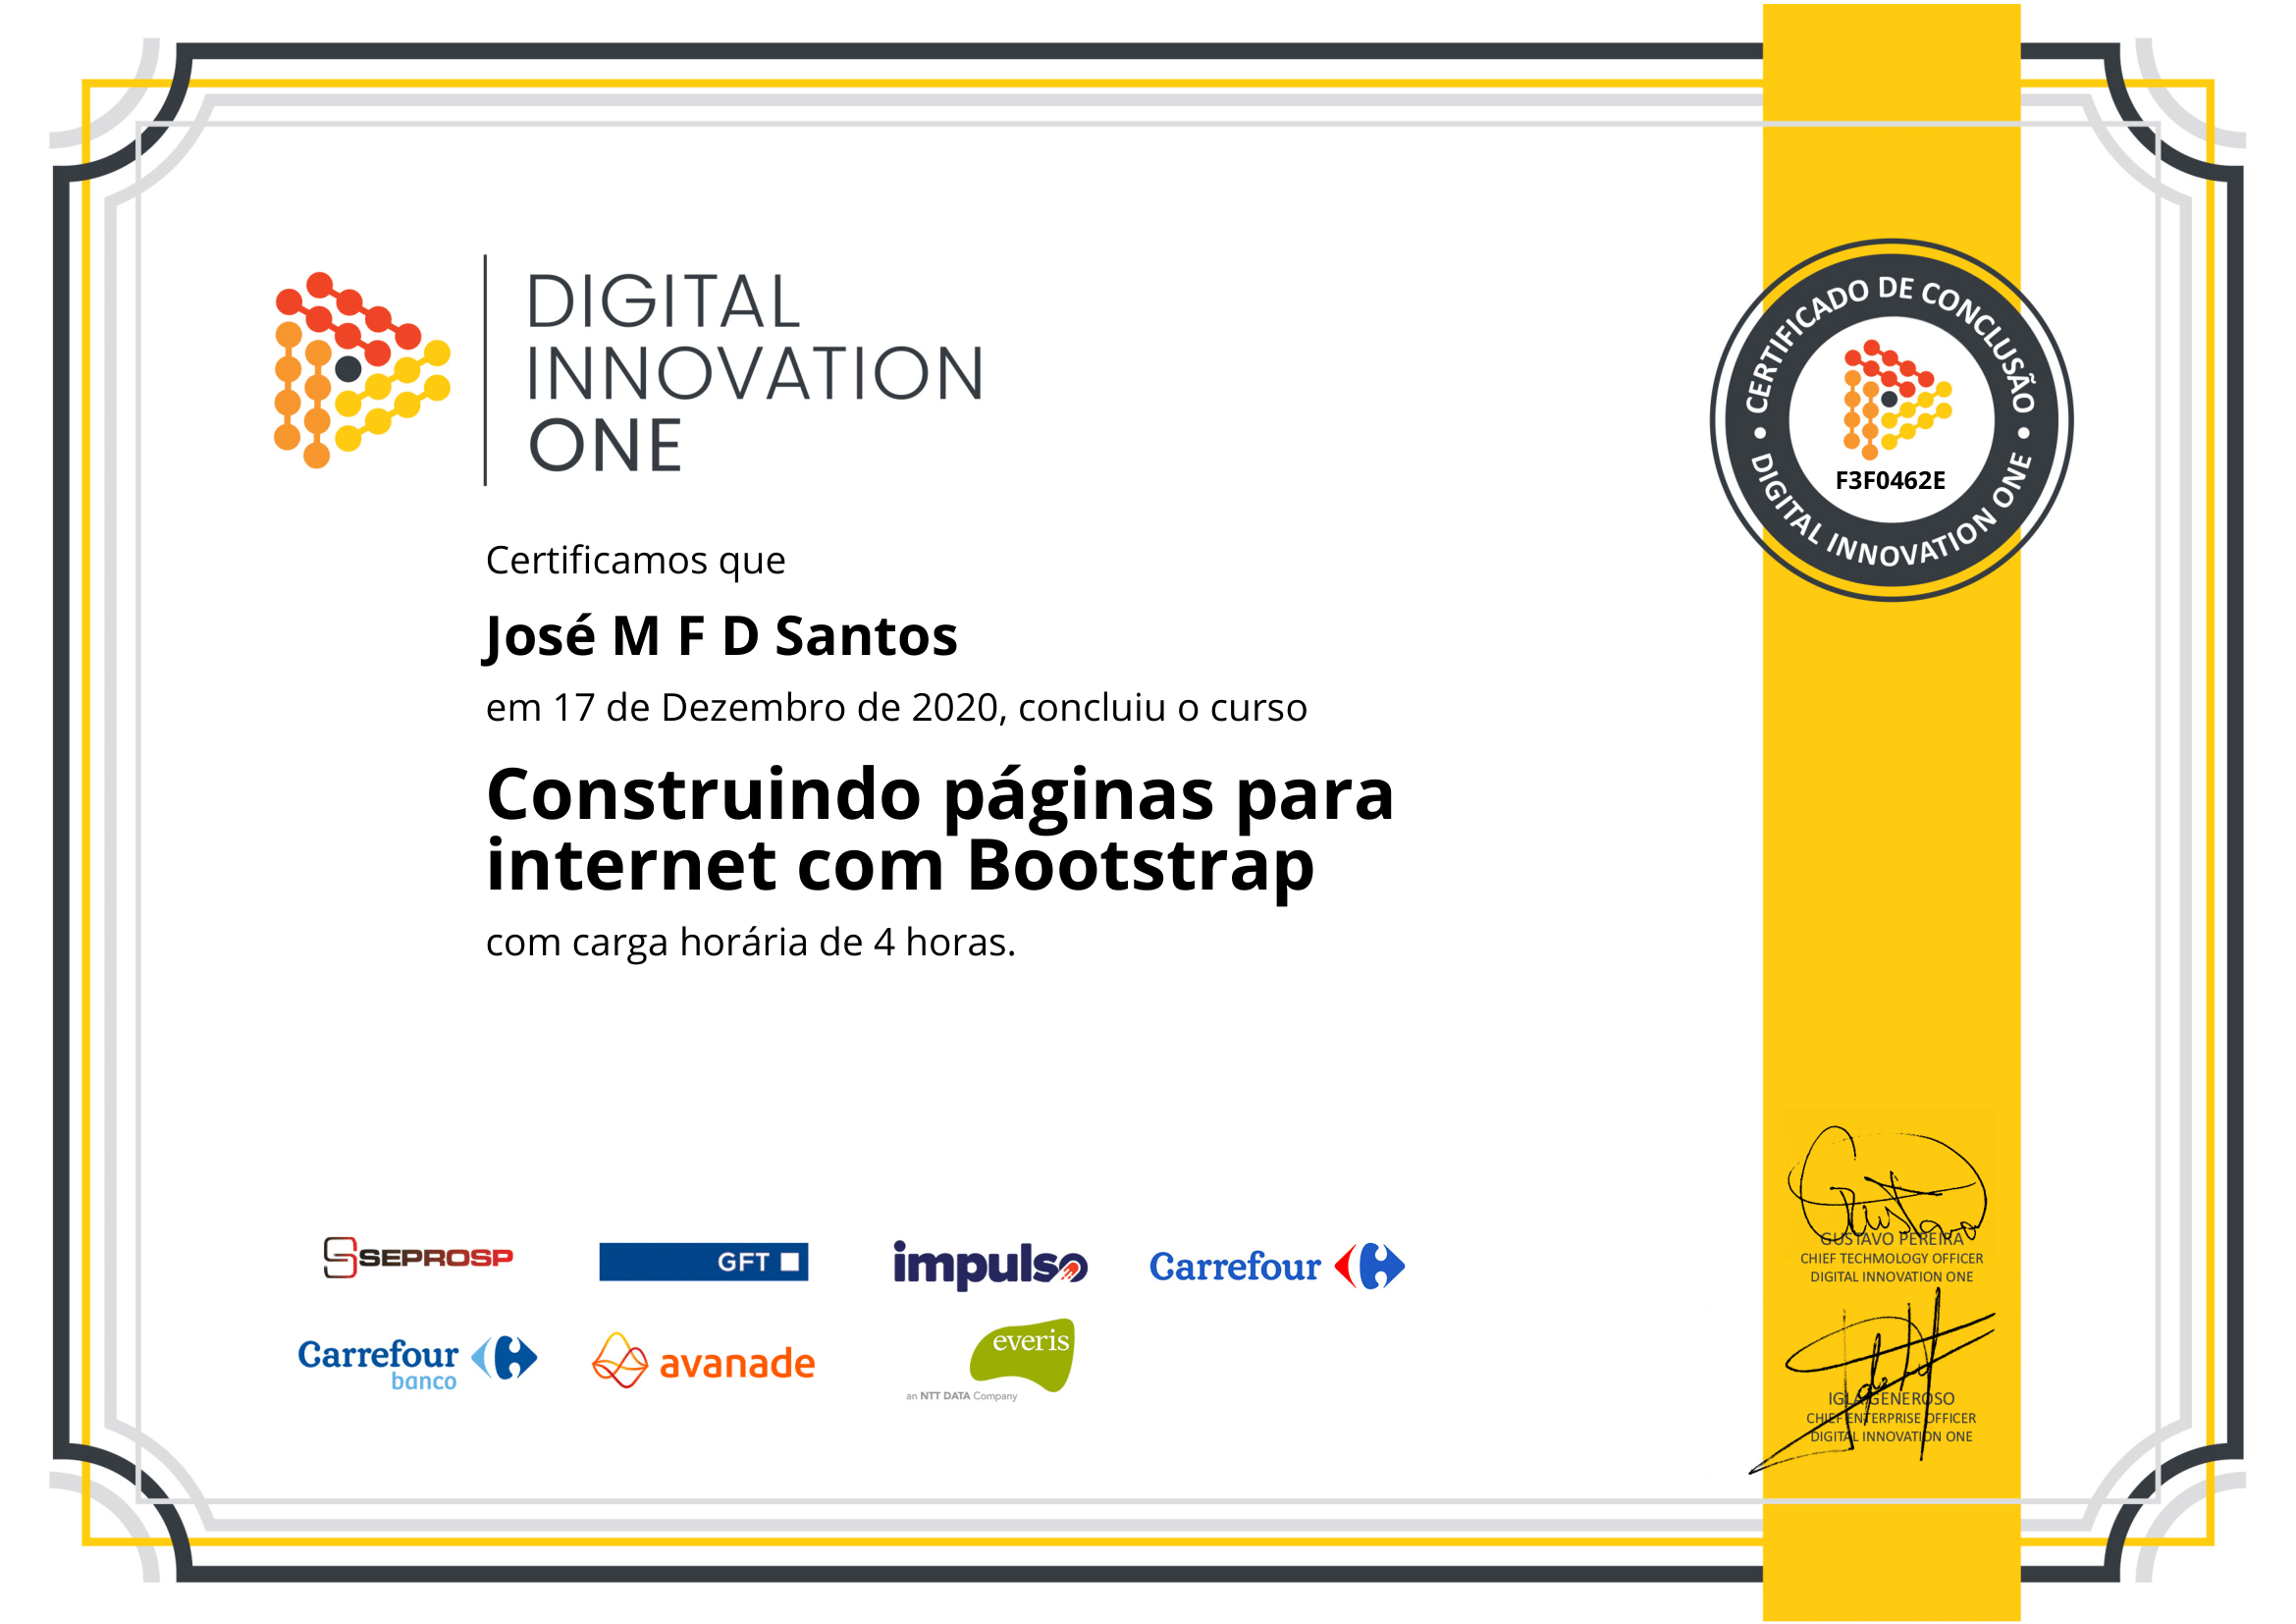 DIGITAL
INNOVATION
ONE
• CERTIFICADO DE CONCLUSÃO •
DIGITAL INNOVATION ONE
F3F0462E
Certificamos que
José M F D Santos
em 17 de Dezembro de 2020, concluiu o curso
Construindo páginas para
internet com Bootstrap
com carga horária de 4 horas.
SEPROSP
GFT
impulso
Carrefour
Carrefour
banco
avanade
everis
an NTT DATA Company
Gustavo
GUSTAVO PEREIRA
CHIEF TECHMOLOGY OFFICER
DIGITAL INNOVATION ONE
IGLA GENEROSO
CHIEF ENTERPRISE OFFICER
DIGITAL INNOVATION ONE